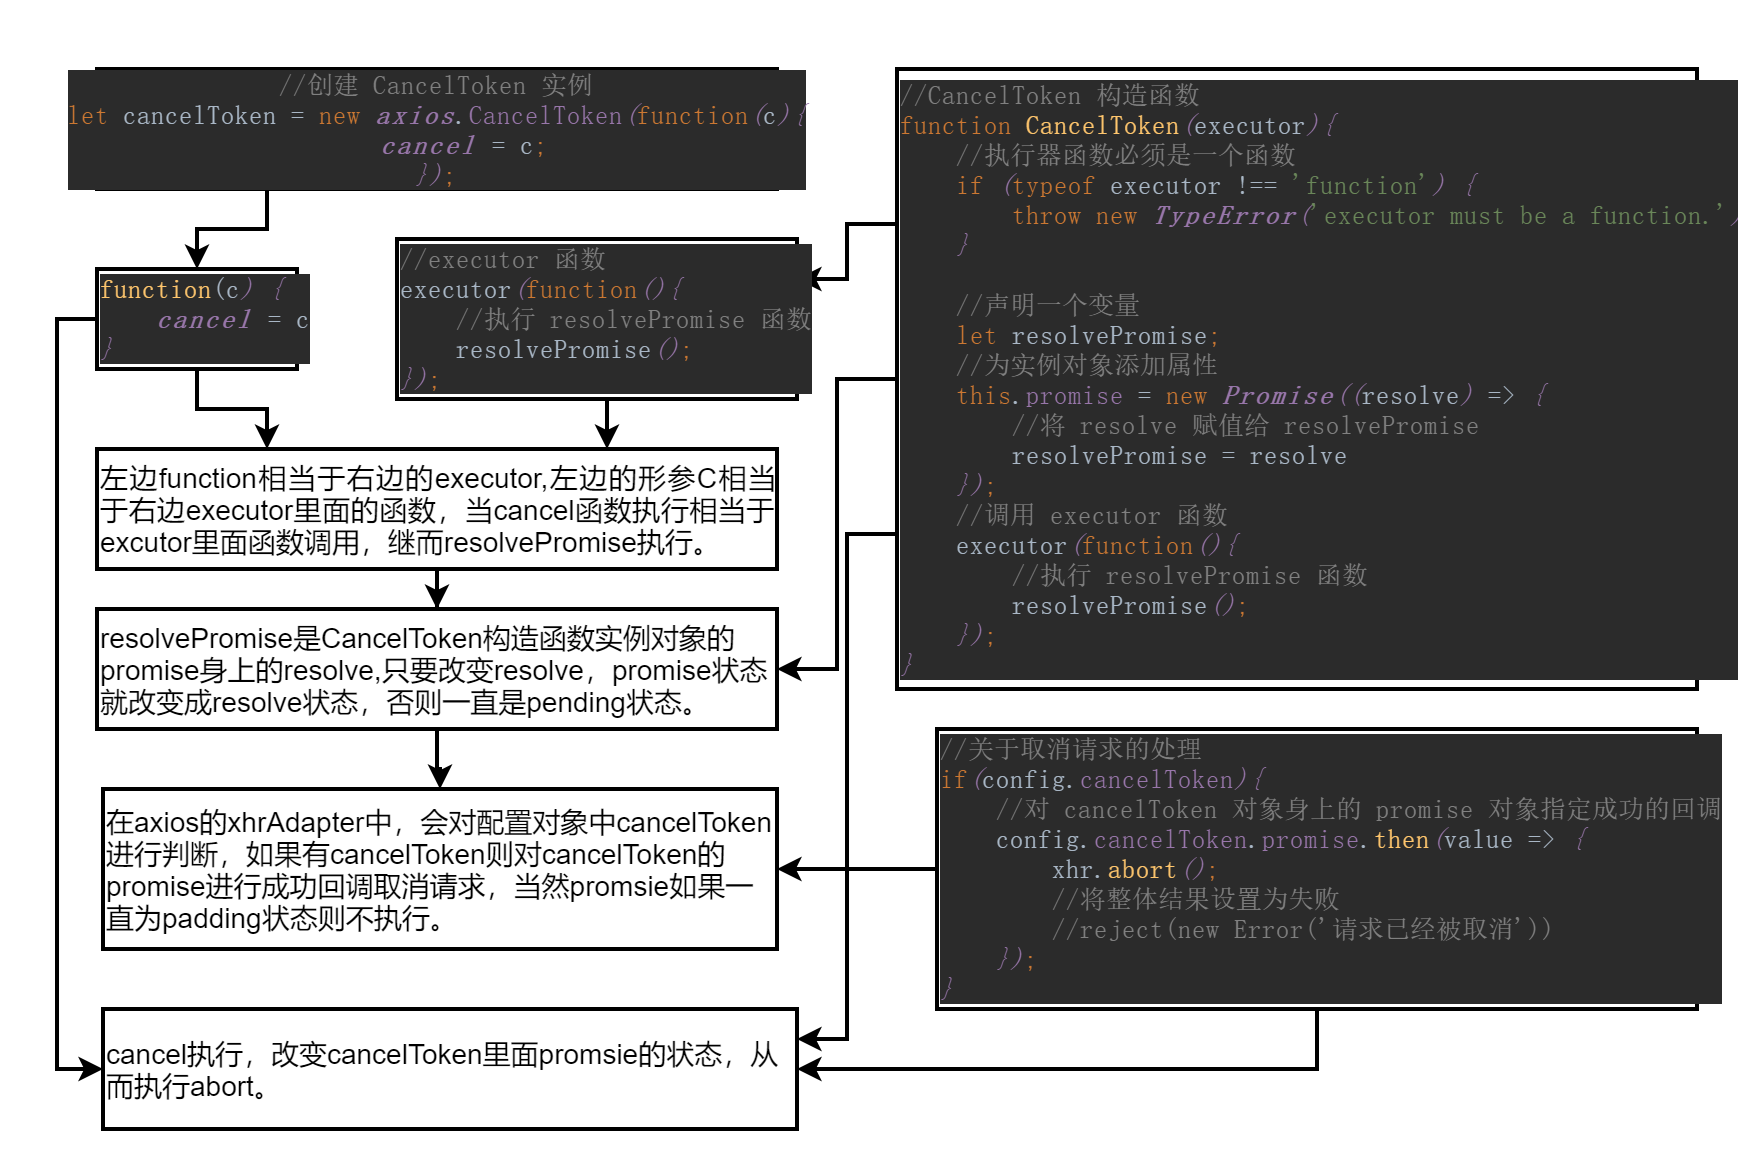 //创建 CancelToken 实例
let cancelToken = new axios.CancelToken(function(c){
cancel = c;
});
function(c) {
cancel = c
}
//executor 函数
executor(function(){
//执行 resolvePromise 函数
resolvePromise();
});
左边function相当于右边的executor,左边的形参C相当
于右边executor里面的函数，当cancel函数执行相当于
excutor里面函数调用，继而resolvePromise执行。
resolvePromise是CancelToken构造函数实例对象的
promise身上的resolve,只要改变resolve，promise状态
就改变成resolve状态，否则一直是pending状态。
在axios的xhrAdapter中，会对配置对象中cancelToken
进行判断，如果有cancelToken则对cancelToken的
promise进行成功回调取消请求，当然promsie如果一
直为padding状态则不执行。
cancel执行，改变cancelToken里面promsie的状态，从
而执行abort。
//CancelToken 构造函数
function CancelToken(executor){
//执行器函数必须是一个函数
if (typeof executor !== 'function') {
throw new TypeError('executor must be a function.')
}
//声明一个变量
let resolvePromise;
//为实例对象添加属性
this.promise = new Promise((resolve) => {
//将 resolve 赋值给 resolvePromise
resolvePromise = resolve
});
//调用 executor 函数
executor(function(){
//执行 resolvePromise 函数
resolvePromise();
});
}
//关于取消请求的处理
if(config.cancelToken){
//对 cancelToken 对象身上的 promise 对象指定成功的回调
config.cancelToken.promise.then(value => {
xhr.abort();
//将整体结果设置为失败
//reject(new Error('请求已经被取消'))
});
}